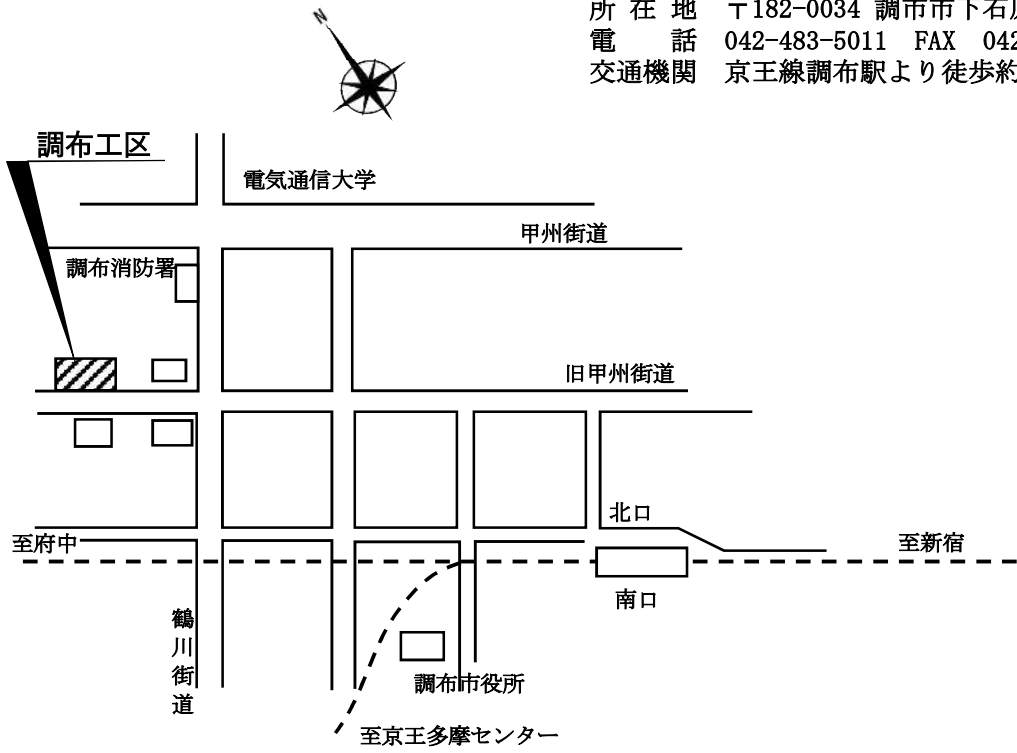 所在地 〒182-0034 調市市下石
電話 042-483-5011 FAX 042
交通機関 京王線調布駅より徒歩約
N
調布工区
電気通信大学
甲州街道
調布消防署
旧甲州街道
北口
至府中
至新宿
南口
鶴川街道
調布市役所
至京王多摩センター